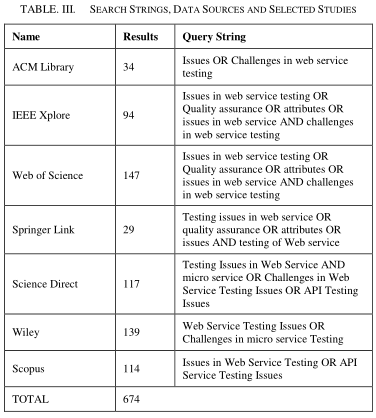 TABLE. III. SEARCH STRINGS, DATA SOURCES AND SELECTED STUDIES
Name Results Query String
ACM Library 34 Issues OR Challenges in web service
testing
IEEE Xplore 94 Issues in web service testing OR
Quality assurance OR attributes OR
issues in web service AND challenges
in web service testing
Web of Science 147 Issues in web service testing OR
Quality assurance OR attributes OR
issues in web service AND challenges
in web service testing
Springer Link 29 Testing issues in web service OR
quality assurance OR attributes OR
issues AND testing of Web service
Science Direct 117 Testing Issues in Web Service AND
micro service OR Challenges in Web
Service Testing Issues OR API Testing
Issues
Wiley 139 Web Service Testing Issues OR
Challenges in micro service Testing
Scopus 114 Issues in Web Service Testing OR API
Service Testing Issues
TOTAL 674